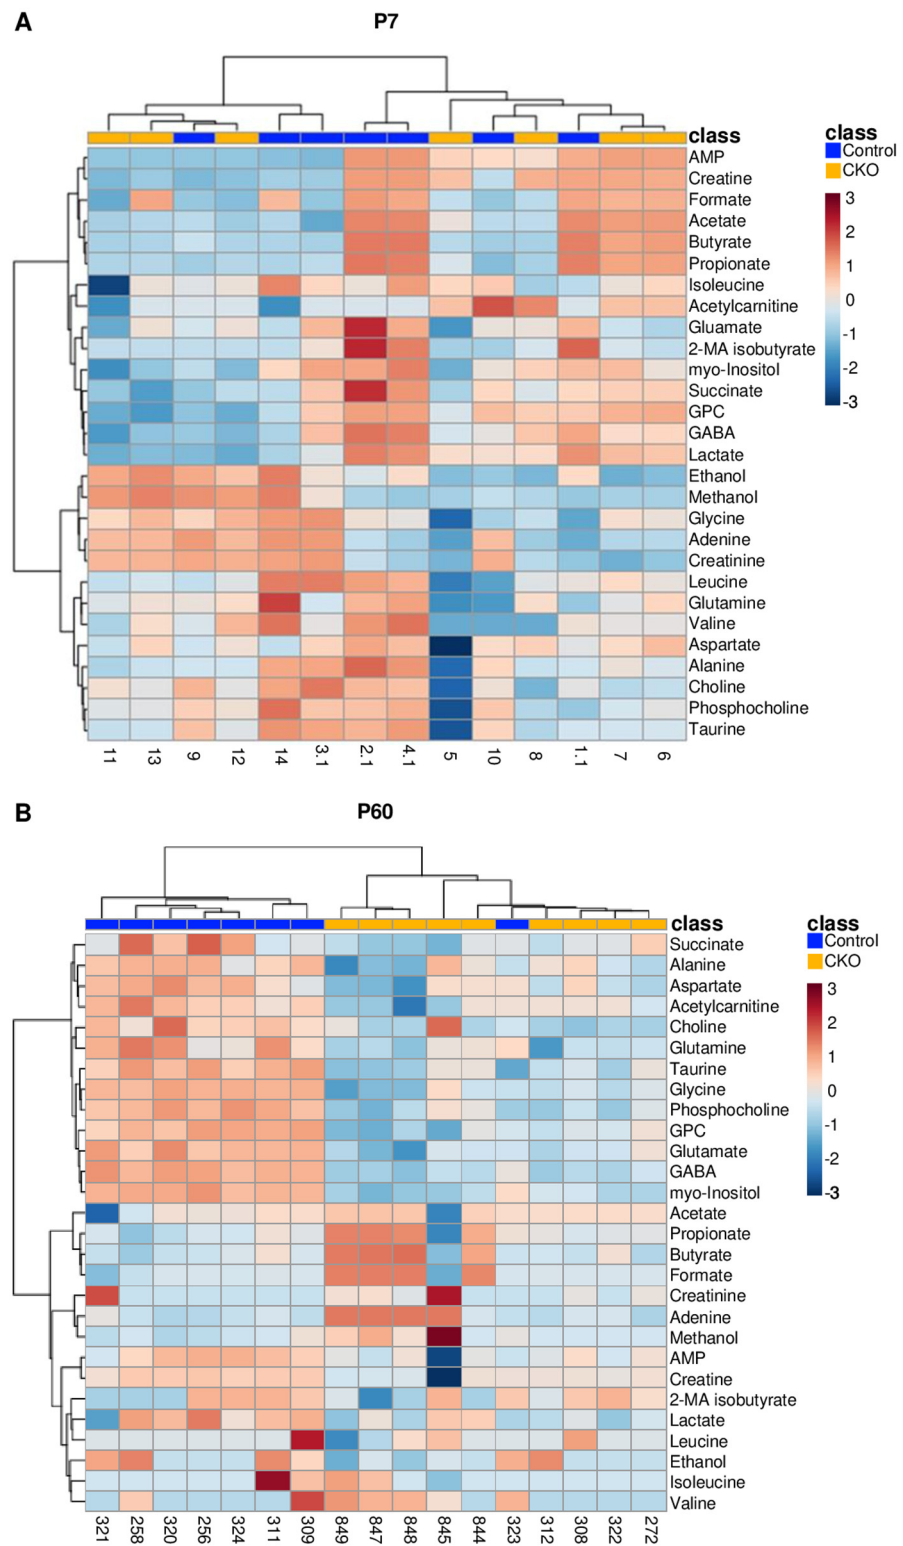 A
P7
class
class
Control
CKO
AMP
Creatine
Formate
Acetate
Butyrate
Propionate
Isoleucine
Acetylcarnitine
Gluamate
2-MA isobutyrate
myo-Inositol
Succinate
GPC
GABA
Lactate
Ethanol
Methanol
Glycine
Adenine
Creatinine
Leucine
Glutamine
Valine
Aspartate
Alanine
Choline
Phosphocholine
Taurine
3
2
1
0
-1
-2
-3
11 13 9 12 14 3.1 2.1 4.1 5 10 8 1.1 7 6
B
P60
class
class
Control
CKO
Succinate
Alanine
Aspartate
Acetylcarnitine
Choline
Glutamine
Taurine
Glycine
Phosphocholine
GPC
Glutamate
GABA
myo-Inositol
Acetate
Propionate
Butyrate
Formate
Creatinine
Adenine
Methanol
AMP
Creatine
2-MA isobutyrate
Lactate
Leucine
Ethanol
Isoleucine
Valine
3
2
1
0
-1
-2
-3
321 258 320 256 324 311 309 849 847 848 845 844 323 312 308 322 272